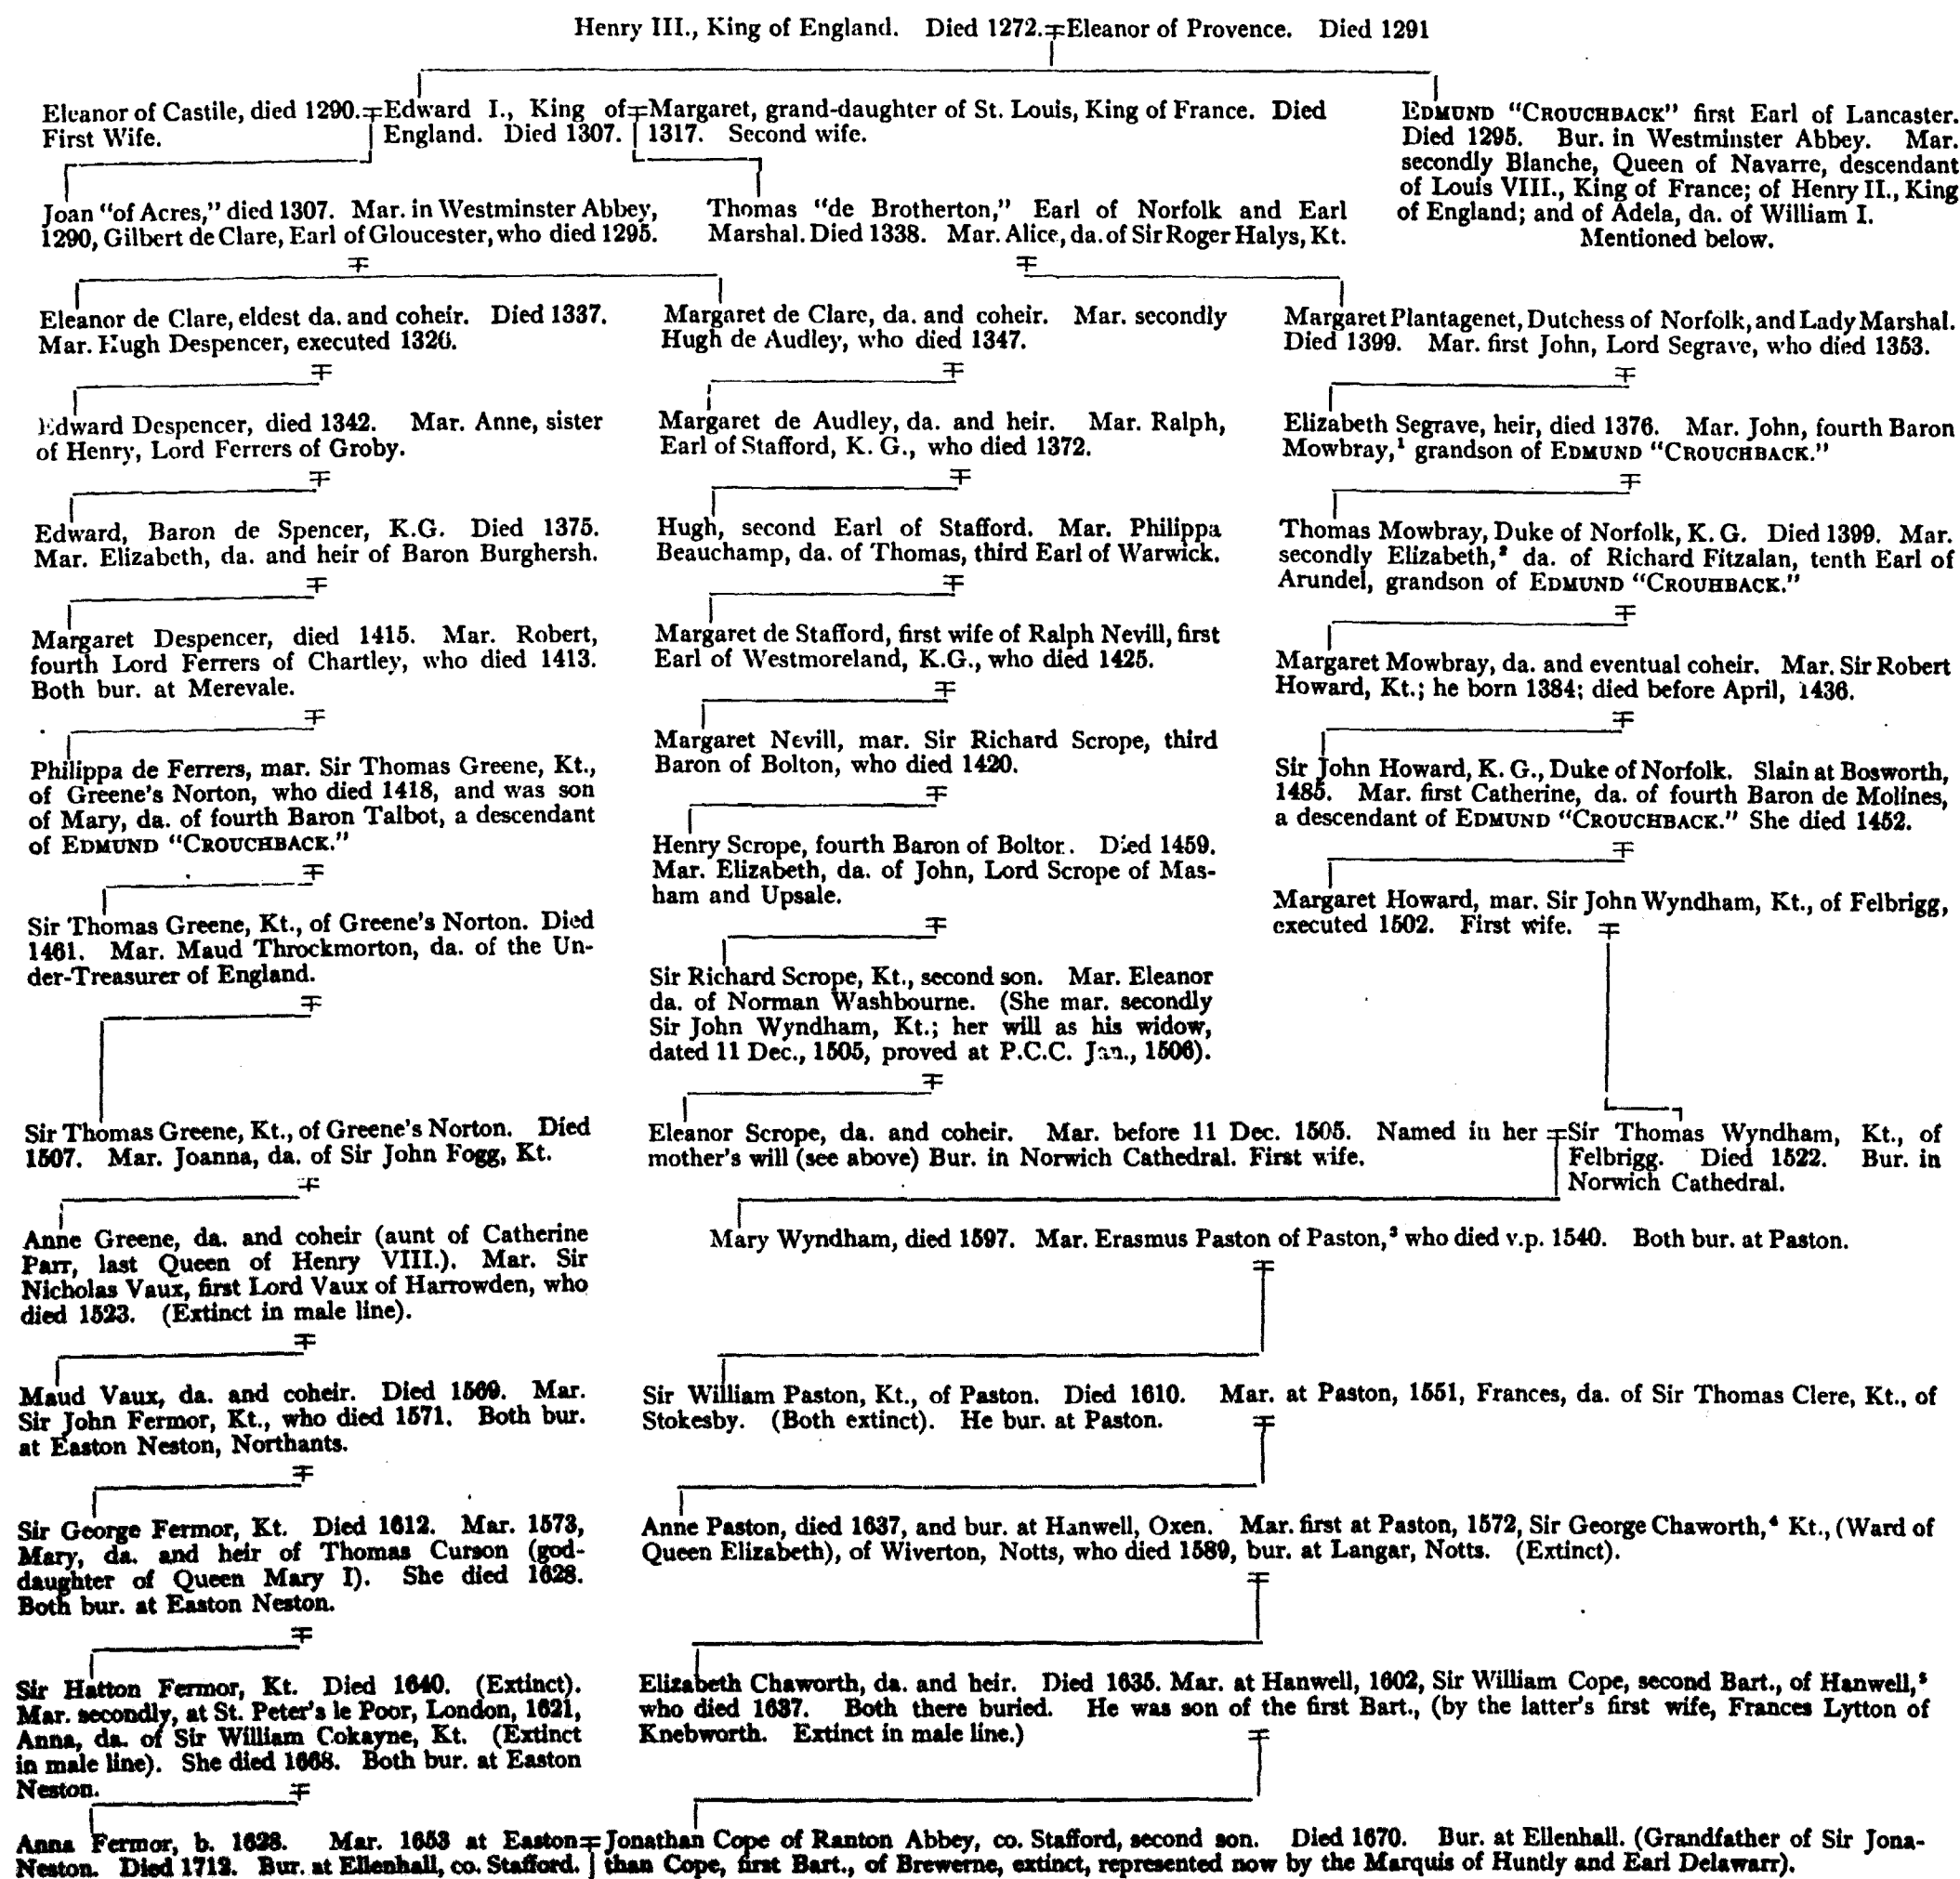 Henry III., King of England. Died 1272.╤Eleanor of Provence. Died 1291
Eleanor of Castile, died 1290.╤Edward I., King of╤Margaret, grand-daughter of St. Louis, King of France. Died
First Wife. England. Died 1307. 1317. Second wife.
EDMUND "CROUCHBACK" first Earl of Lancaster.
Died 1295. Bur. in Westminster Abbey. Mar.
secondly Blanche, Queen of Navarre, descendant
of Louis VIII., King of France; of Henry II., King
of England; and of Adela, da. of William I.
Mentioned below.
Joan "of Acres," died 1307. Mar. in Westminster Abbey,
1290, Gilbert de Clare, Earl of Gloucester, who died 1295.
Thomas "de Brotherton," Earl of Norfolk and Earl
Marshal. Died 1338. Mar. Alice, da. of Sir Roger Halys, Kt.
Eleanor de Clare, eldest da. and coheir. Died 1337.
Mar. Hugh Despencer, executed 1326.
Margaret de Clare, da. and coheir. Mar. secondly
Hugh de Audley, who died 1347.
Margaret Plantagenet, Dutchess of Norfolk, and Lady Marshal.
Died 1399. Mar. first John, Lord Segrave, who died 1353.
Edward Despencer, died 1342. Mar. Anne, sister
of Henry, Lord Ferrers of Groby.
Margaret de Audley, da. and heir. Mar. Ralph,
Earl of Stafford, K. G., who died 1372.
Elizabeth Segrave, heir, died 1376. Mar. John, fourth Baron
Mowbray,¹ grandson of EDMUND "CROUCHBACK."
Edward, Baron de Spencer, K.G. Died 1375.
Mar. Elizabeth, da. and heir of Baron Burghersh.
Hugh, second Earl of Stafford. Mar. Philippa
Beauchamp, da. of Thomas, third Earl of Warwick.
Thomas Mowbray, Duke of Norfolk, K. G. Died 1399. Mar.
secondly Elizabeth,² da. of Richard Fitzalan, tenth Earl of
Arundel, grandson of EDMUND "CROUHBACK."
Margaret Despencer, died 1415. Mar. Robert,
fourth Lord Ferrers of Chartley, who died 1413.
Both bur. at Merevale.
Margaret de Stafford, first wife of Ralph Nevill, first
Earl of Westmoreland, K.G., who died 1425.
Margaret Mowbray, da. and eventual coheir. Mar. Sir Robert
Howard, Kt.; he born 1384; died before April, 1436.
Philippa de Ferrers, mar. Sir Thomas Greene, Kt.,
of Greene's Norton, who died 1418, and was son
of Mary, da. of fourth Baron Talbot, a descendant
of EDMUND "CROUCHBACK."
Margaret Nevill, mar. Sir Richard Scrope, third
Baron of Bolton, who died 1420.
Sir John Howard, K. G., Duke of Norfolk. Slain at Bosworth,
1485. Mar. first Catherine, da. of fourth Baron de Molines,
a descendant of EDMUND "CROUCHBACK." She died 1452.
Henry Scrope, fourth Baron of Bolton. Died 1459.
Mar. Elizabeth, da. of John, Lord Scrope of Mas-
ham and Upsale.
Margaret Howard, mar. Sir John Wyndham, Kt., of Felbrigg,
executed 1502. First wife. ╤
Sir Thomas Greene, Kt., of Greene's Norton. Died
1461. Mar. Maud Throckmorton, da. of the Un-
der-Treasurer of England.
Sir Richard Scrope, Kt., second son. Mar. Eleanor
da. of Norman Washbourne. (She mar. secondly
Sir John Wyndham, Kt.; her will as his widow,
dated 11 Dec., 1505, proved at P.C.C. Jan., 1506).
Sir Thomas Greene, Kt., of Greene's Norton. Died
1507. Mar. Joanna, da. of Sir John Fogg, Kt.
Eleanor Scrope, da. and coheir. Mar. before 11 Dec. 1505. Named in her ╤
mother's will (see above) Bur. in Norwich Cathedral. First wife.
Sir Thomas Wyndham, Kt., of
Felbrigg. Died 1522. Bur. in
Norwich Cathedral.
Anne Greene, da. and coheir (aunt of Catherine
Parr, last Queen of Henry VIII.). Mar. Sir
Nicholas Vaux, first Lord Vaux of Harrowden, who
died 1523. (Extinct in male line).
Mary Wyndham, died 1597. Mar. Erasmus Paston of Paston,³ who died v.p. 1540. Both bur. at Paston.
Maud Vaux, da. and coheir. Died 1569. Mar.
Sir John Fermor, Kt., who died 1571. Both bur.
at Easton Neston, Northants.
Sir William Paston, Kt., of Paston. Died 1610. Mar. at Paston, 1551, Frances, da. of Sir Thomas Clere, Kt., of
Stokesby. (Both extinct). He bur. at Paston.
Sir George Fermor, Kt. Died 1612. Mar. 1573,
Mary, da. and heir of Thomas Curson (god-
daughter of Queen Mary I). She died 1628.
Both bur. at Easton Neston.
Anne Paston, died 1637, and bur. at Hanwell, Oxen. Mar. first at Paston, 1572, Sir George Chaworth,⁴ Kt., (Ward of
Queen Elizabeth), of Wiverton, Notts, who died 1589, bur. at Langar, Notts. (Extinct).
Sir Hatton Fermor, Kt. Died 1640. (Extinct).
Mar. secondly, at St. Peter's le Poor, London, 1621,
Anna, da. of Sir William Cokayne, Kt. (Extinct
in male line). She died 1668. Both bur. at Easton
Neston.
Elizabeth Chaworth, da. and heir. Died 1635. Mar. at Hanwell, 1602, Sir William Cope, second Bart., of Hanwell,⁵
who died 1637. Both there buried. He was son of the first Bart., (by the latter's first wife, Frances Lytton of
Knebworth. Extinct in male line.)
Anna Fermor, b. 1628. Mar. 1653 at Easton╤Jonathan Cope of Ranton Abbey, co. Stafford, second son. Died 1670. Bur. at Ellenhall. (Grandfather of Sir Jona-
Neston. Died 1712. Bur. at Ellenhall, co. Stafford. than Cope, first Bart., of Brewerne, extinct, represented now by the Marquis of Huntly and Earl Delawarr).